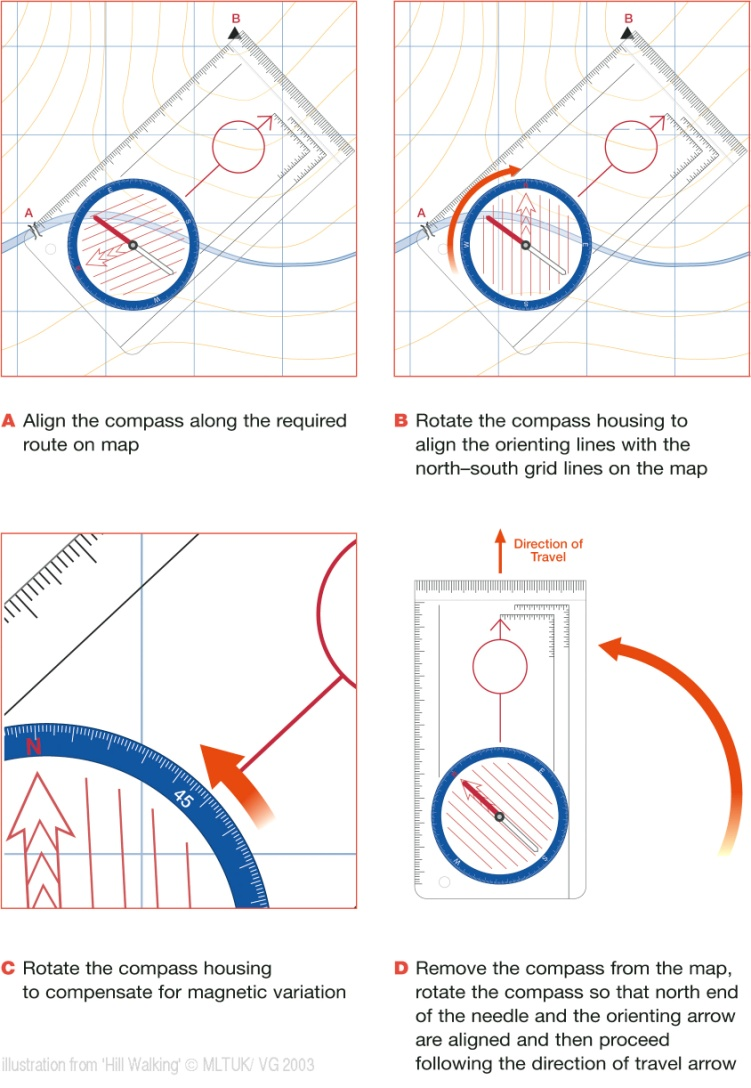 B
A
E
S
W
N
B
A
N
W
E
S
A Align the compass along the required
route on map
B Rotate the compass housing to
align the orienting lines with the
north–south grid lines on the map
N
45
C Rotate the compass housing
to compensate for magnetic variation
Direction of
Travel
N
E
W
S
D Remove the compass from the map,
rotate the compass so that north end
of the needle and the orienting arrow
are aligned and then proceed
following the direction of travel arrow
illustration from 'Hill Walking' © MLTUK/ VG 2003